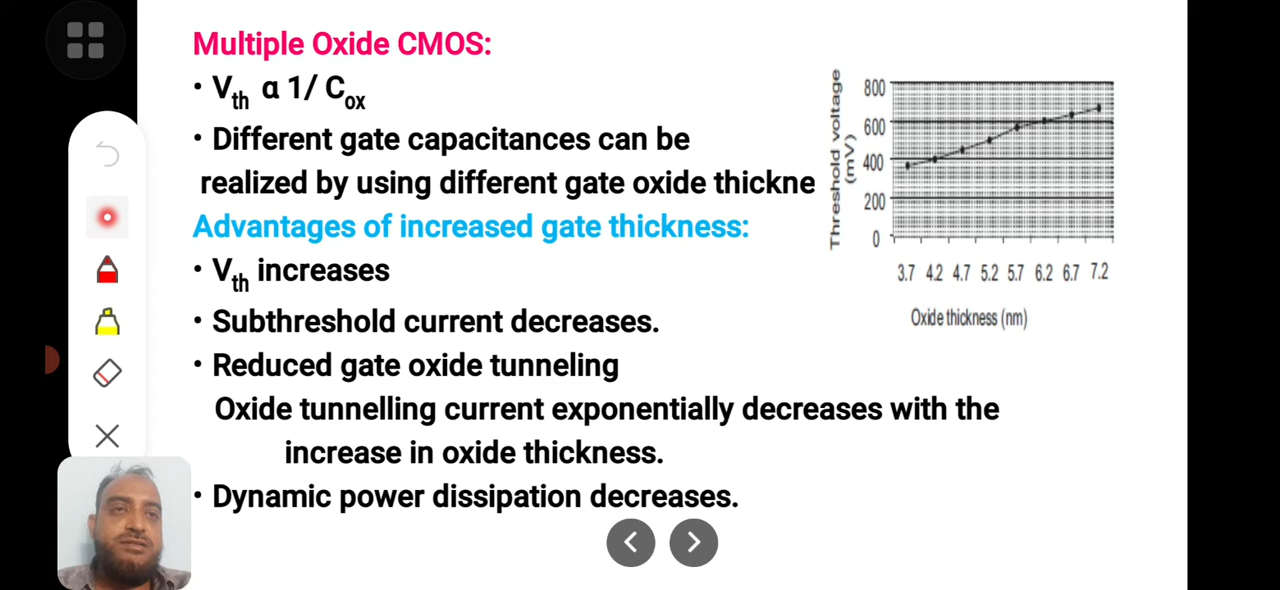 Multiple Oxide CMOS:
• Vth α 1/ Cox
• Different gate capacitances can be
realized by using different gate oxide thickne
Advantages of increased gate thickness:
• Vth increases
• Subthreshold current decreases.
• Reduced gate oxide tunneling
Oxide tunnelling current exponentially decreases with the
increase in oxide thickness.
• Dynamic power dissipation decreases.
Threshold voltage
(mV)
800
600
400
200
0
3.7 4.2 4.7 5.2 5.7 6.2 6.7 7.2
Oxide thickness (nm)